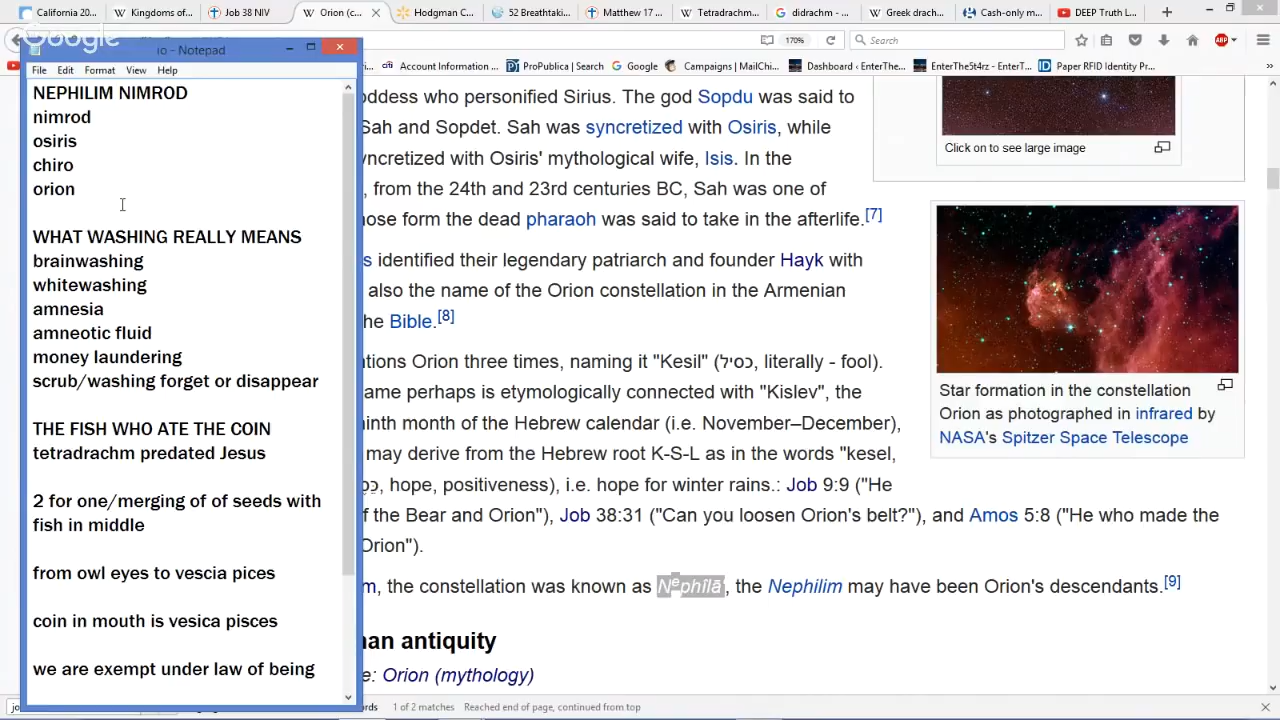 California 20
Kingdoms of
Job 38 NIV
Orion (c
Hodgman C
52 Breathtaki
Matthew 17
Tetradrachm
didrachm - G
Greek drach
Cash-only m
DEEP Truth L
Google
10 - Notepad
170%
Search
ABP
File Edit Format View Help
Account Information ...
ProPublica | Search
Google
Campaigns | MailChi...
Dashboard ‹ EnterThe...
EnterThe5t4rz ‹ EnterT...
Paper RFID Identity Pr...
NEPHILIM NIMROD
nimrod
osiris
chiro
orion
WHAT WASHING REALLY MEANS
brainwashing
whitewashing
amnesia
amneotic fluid
money laundering
scrub/washing forget or disappear
THE FISH WHO ATE THE COIN
tetradrachm predated Jesus
2 for one/merging of of seeds with
fish in middle
from owl eyes to vescia pices
coin in mouth is vesica pisces
we are exempt under law of being
oddess who personified Sirius. The god Sopdu was said to
Sah and Sopdet. Sah was syncretized with Osiris, while
yncretized with Osiris' mythological wife, Isis. In the
, from the 24th and 23rd centuries BC, Sah was one of
ose form the dead pharaoh was said to take in the afterlife.[7]
s identified their legendary patriarch and founder Hayk with
also the name of the Orion constellation in the Armenian
he Bible.[8]
tions Orion three times, naming it "Kesil" (כסיל, literally - fool).
ame perhaps is etymologically connected with "Kislev", the
inth month of the Hebrew calendar (i.e. November–December),
may derive from the Hebrew root K-S-L as in the words "kesel,
, hope, positiveness), i.e. hope for winter rains.: Job 9:9 ("He
f the Bear and Orion"), Job 38:31 ("Can you loosen Orion's belt?"), and Amos 5:8 ("He who made the
Orion").
m, the constellation was known as Nephîlā', the Nephilim may have been Orion's descendants.[9]
man antiquity
e: Orion (mythology)
Click on to see large image
Star formation in the constellation
Orion as photographed in infrared by
NASA's Spitzer Space Telescope
jo
rds 1 of 2 matches Reached end of page, continued from top